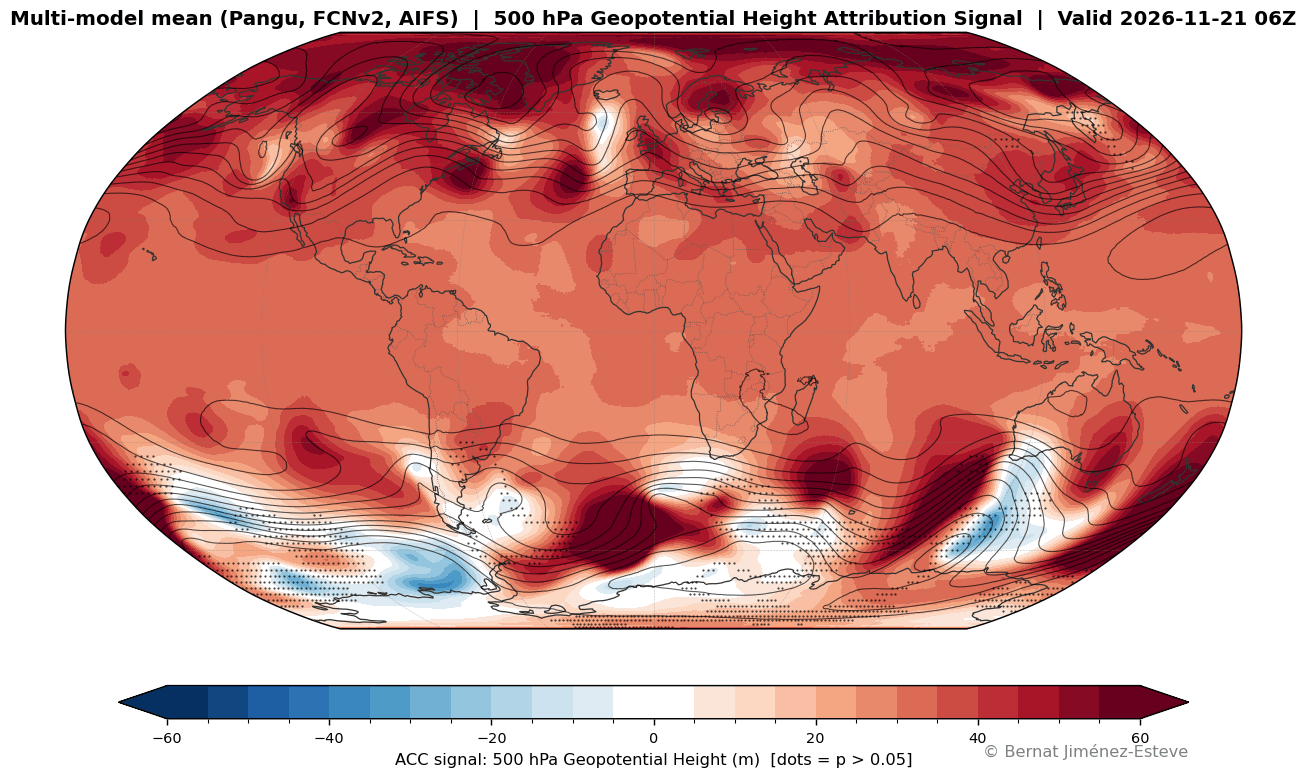 Multi-model mean (Pangu, FCNv2, AIFS)  |  500 hPa Geopotential Height Attribution Signal  |  Valid 2026-11-21 06Z
−60 −40 −20 0 20 40 60
ACC signal: 500 hPa Geopotential Height (m)  [dots = p > 0.05]
© Bernat Jiménez-Esteve